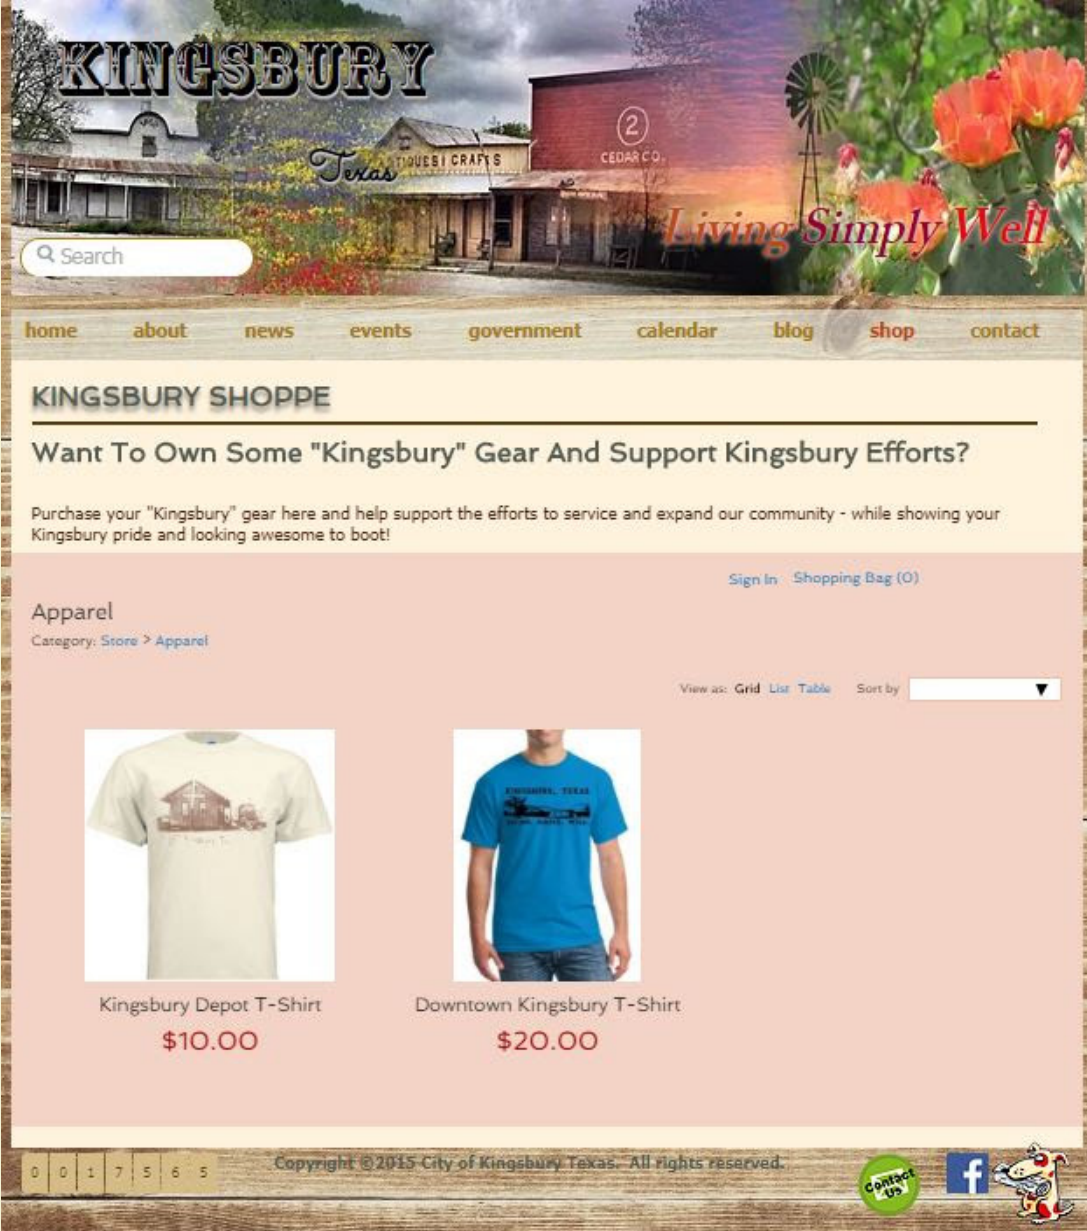 KINGSBURY
Texas
ANTIQUES & CRAFTS
2
CEDAR CO.
Living Simply Well
Search
home about news events government calendar blog shop contact
KINGSBURY SHOPPE
Want To Own Some "Kingsbury" Gear And Support Kingsbury Efforts?
Purchase your "Kingsbury" gear here and help support the efforts to service and expand our community - while showing your
Kingsbury pride and looking awesome to boot!
Sign In Shopping Bag (0)
Apparel
Category: Store > Apparel
View as: Grid List Table Sort by
KINGSBURY, TEXAS
Kingsbury Depot T-Shirt Downtown Kingsbury T-Shirt
$10.00 $20.00
0 0 1 7 5 6 5
Copyright ©2015 City of Kingsbury Texas. All rights reserved.
Contact
Us
f